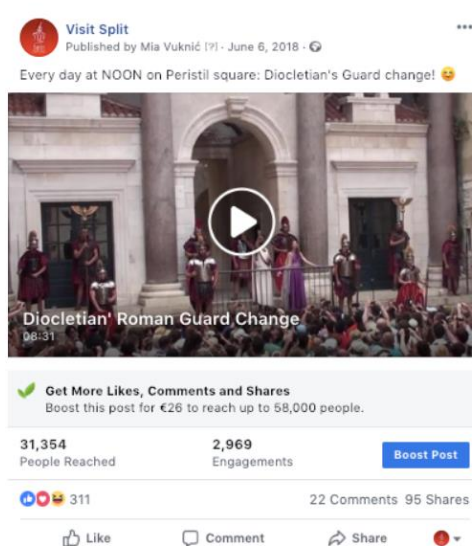 Visit Split
Published by Mia Vuknić [?] · June 6, 2018 ·
Every day at NOON on Peristil square: Diocletian's Guard change! 😀
Diocletian' Roman Guard Change
08:31
Get More Likes, Comments and Shares
Boost this post for €26 to reach up to 58,000 people.
31,354 2,969
People Reached Engagements Boost Post
311 22 Comments 95 Shares
Like Comment Share